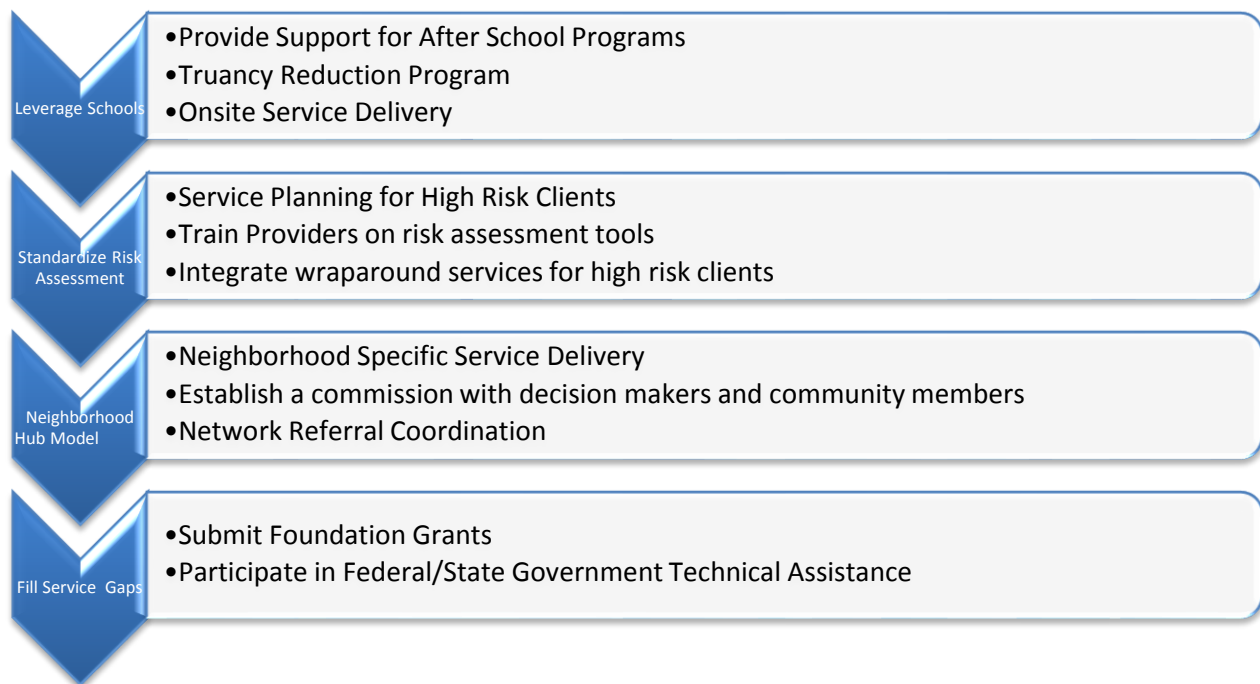 Leverage Schools
•Provide Support for After School Programs
•Truancy Reduction Program
•Onsite Service Delivery
Standardize Risk
Assessment
•Service Planning for High Risk Clients
•Train Providers on risk assessment tools
•Integrate wraparound services for high risk clients
Neighborhood
Hub Model
•Neighborhood Specific Service Delivery
•Establish a commission with decision makers and community members
•Network Referral Coordination
Fill Service Gaps
•Submit Foundation Grants
•Participate in Federal/State Government Technical Assistance